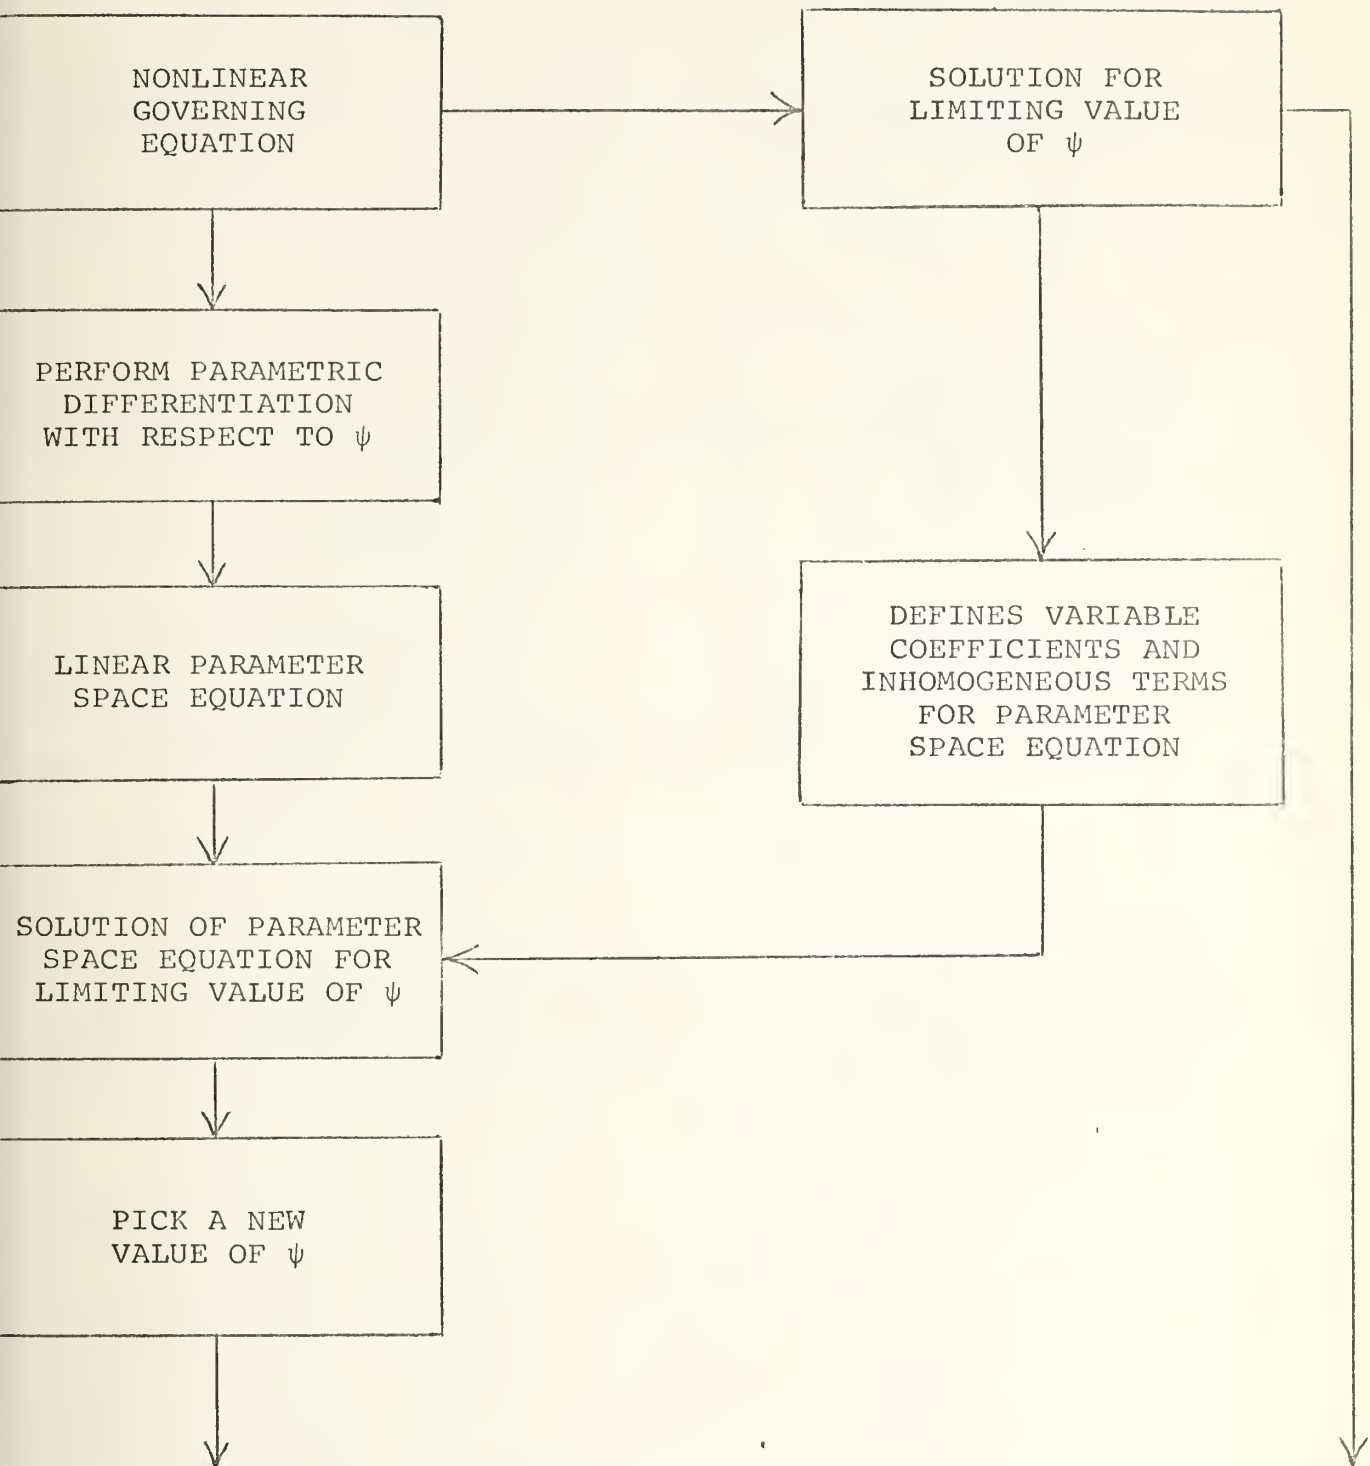 NONLINEAR
GOVERNING
EQUATION
SOLUTION FOR
LIMITING VALUE
OF ψ
PERFORM PARAMETRIC
DIFFERENTIATION
WITH RESPECT TO ψ
LINEAR PARAMETER
SPACE EQUATION
DEFINES VARIABLE
COEFFICIENTS AND
INHOMOGENEOUS TERMS
FOR PARAMETER
SPACE EQUATION
SOLUTION OF PARAMETER
SPACE EQUATION FOR
LIMITING VALUE OF ψ
PICK A NEW
VALUE OF ψ